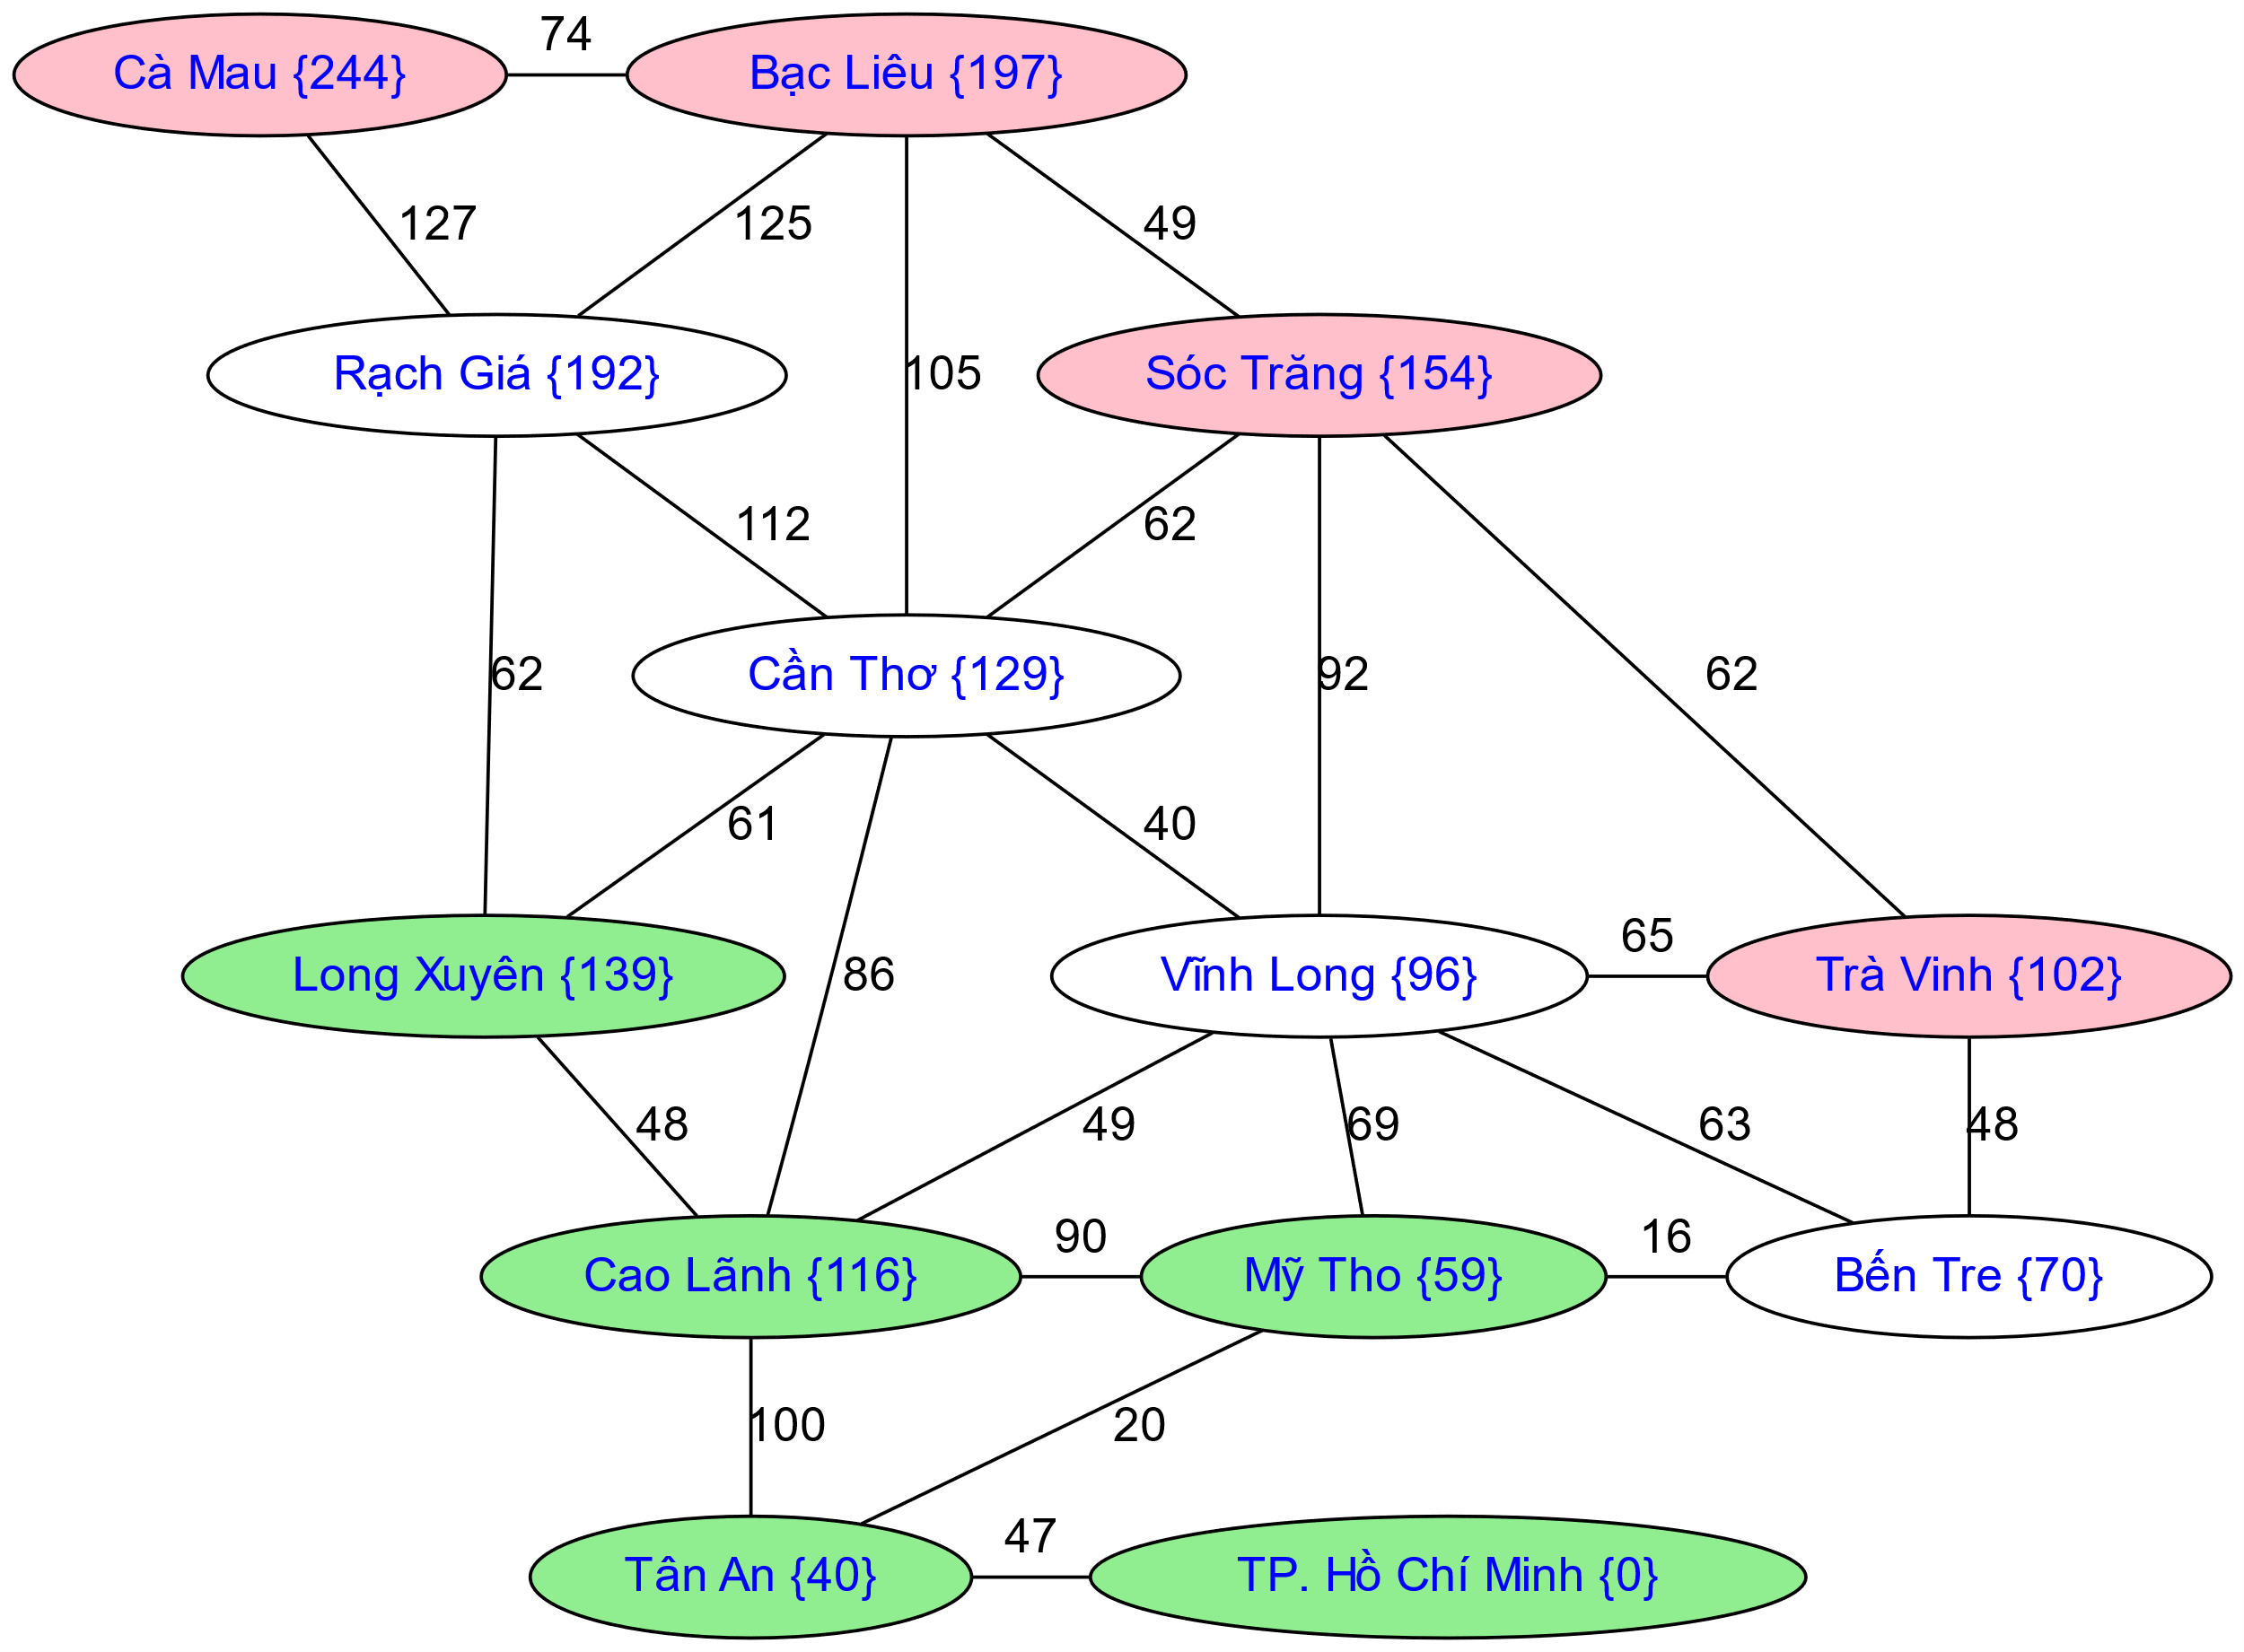 74
Cà Mau {244}
Bạc Liêu {197}
127
125
49
Rạch Giá {192}
105
Sóc Trăng {154}
112
62
62
Cần Thơ {129}
92
62
61
40
65
Long Xuyên {139}
86
Vĩnh Long {96}
Trà Vinh {102}
48
49
69
63
48
90
16
Cao Lãnh {116}
Mỹ Tho {59}
Bến Tre {70}
100
20
47
Tân An {40}
TP. Hồ Chí Minh {0}